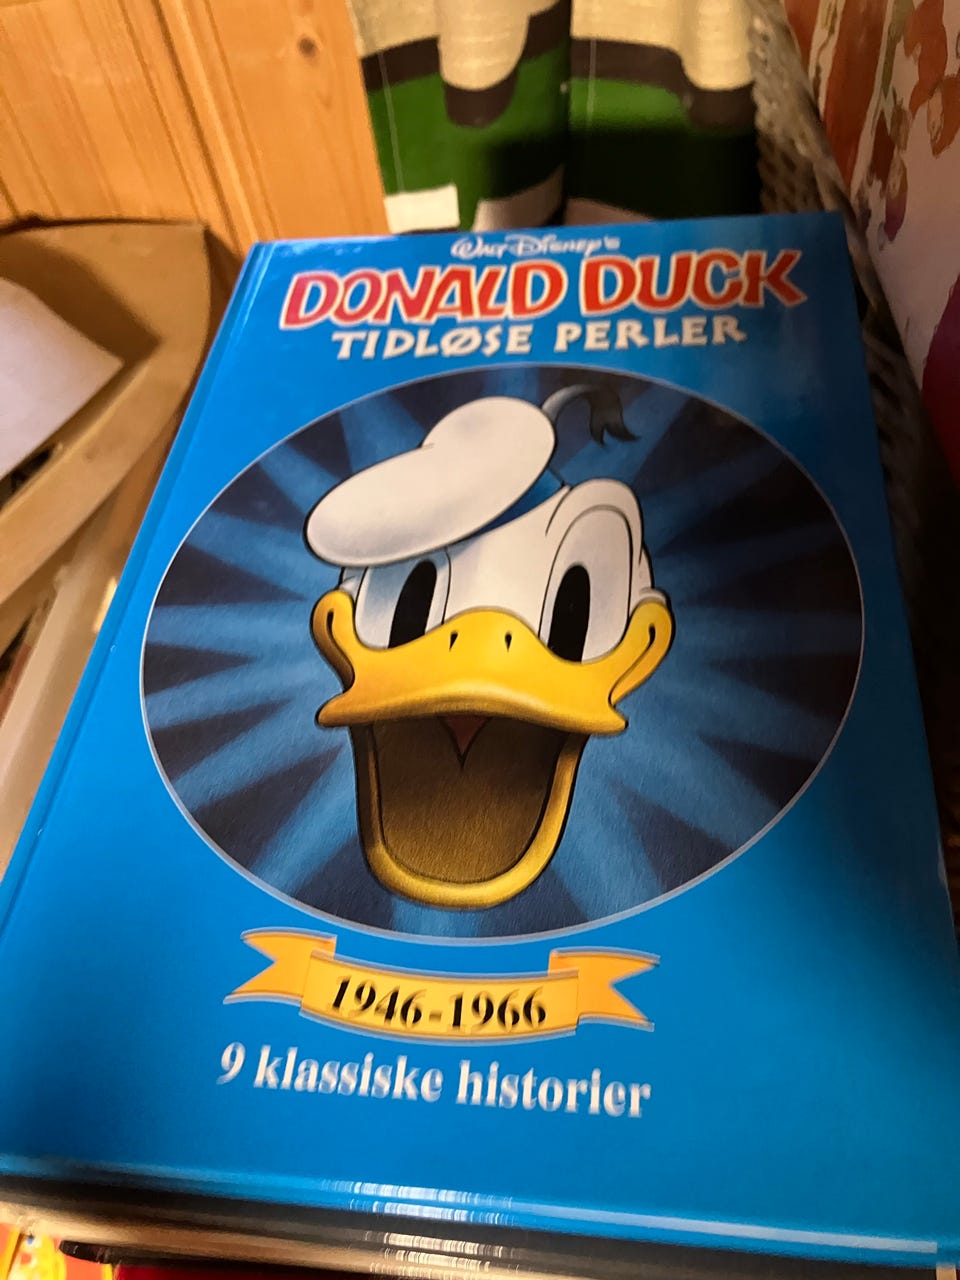 Walt Disney's
DONALD DUCK
TIDLØSE PERLER
1946-1966
9 klassiske historier